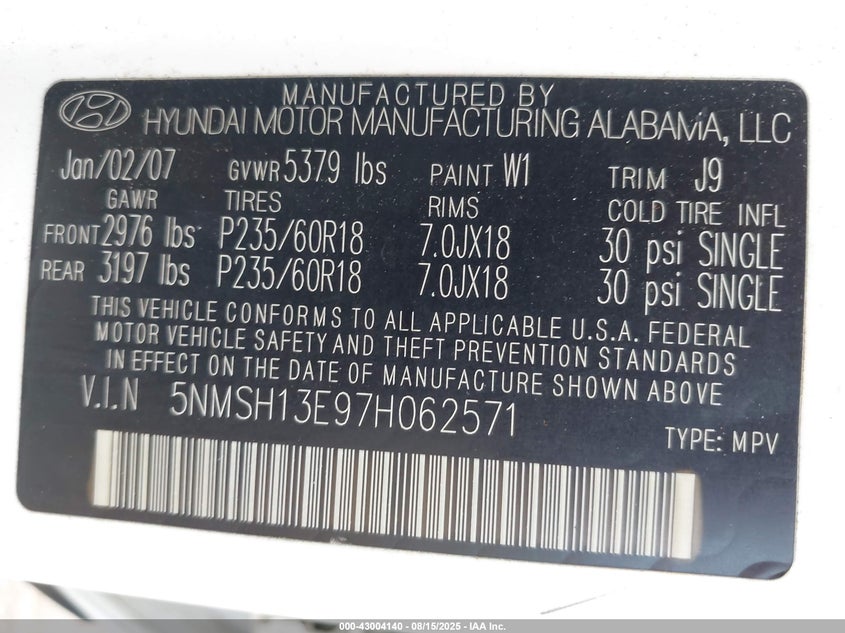 MANUFACTURED BY
HYUNDAI MOTOR MANUFACTURING ALABAMA, LLC
Jan/02/07 GVWR 5379 lbs PAINT W1 TRIM J9
GAWR TIRES RIMS COLD TIRE INFL
FRONT 2976 lbs P235/60R18 7.0JX18 30 psi SINGLE
REAR 3197 lbs P235/60R18 7.0JX18 30 psi SINGLE
THIS VEHICLE CONFORMS TO ALL APPLICABLE U.S.A. FEDERAL
MOTOR VEHICLE SAFETY AND THEFT PREVENTION STANDARDS
IN EFFECT ON THE DATE OF MANUFACTURE SHOWN ABOVE
V.I.N 5NMSH13E97H062571
TYPE: MPV
000-43004140 - 08/15/2025 - IAA Inc.